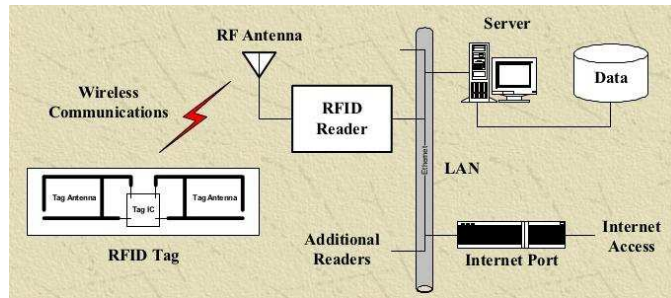 Server
RF Antenna
Wireless
Communications
RFID
Reader
Data
Ethernet
LAN
Tag Antenna
Tag IC
Tag Antenna
RFID Tag
Additional
Readers
Internet Port
Internet
Access